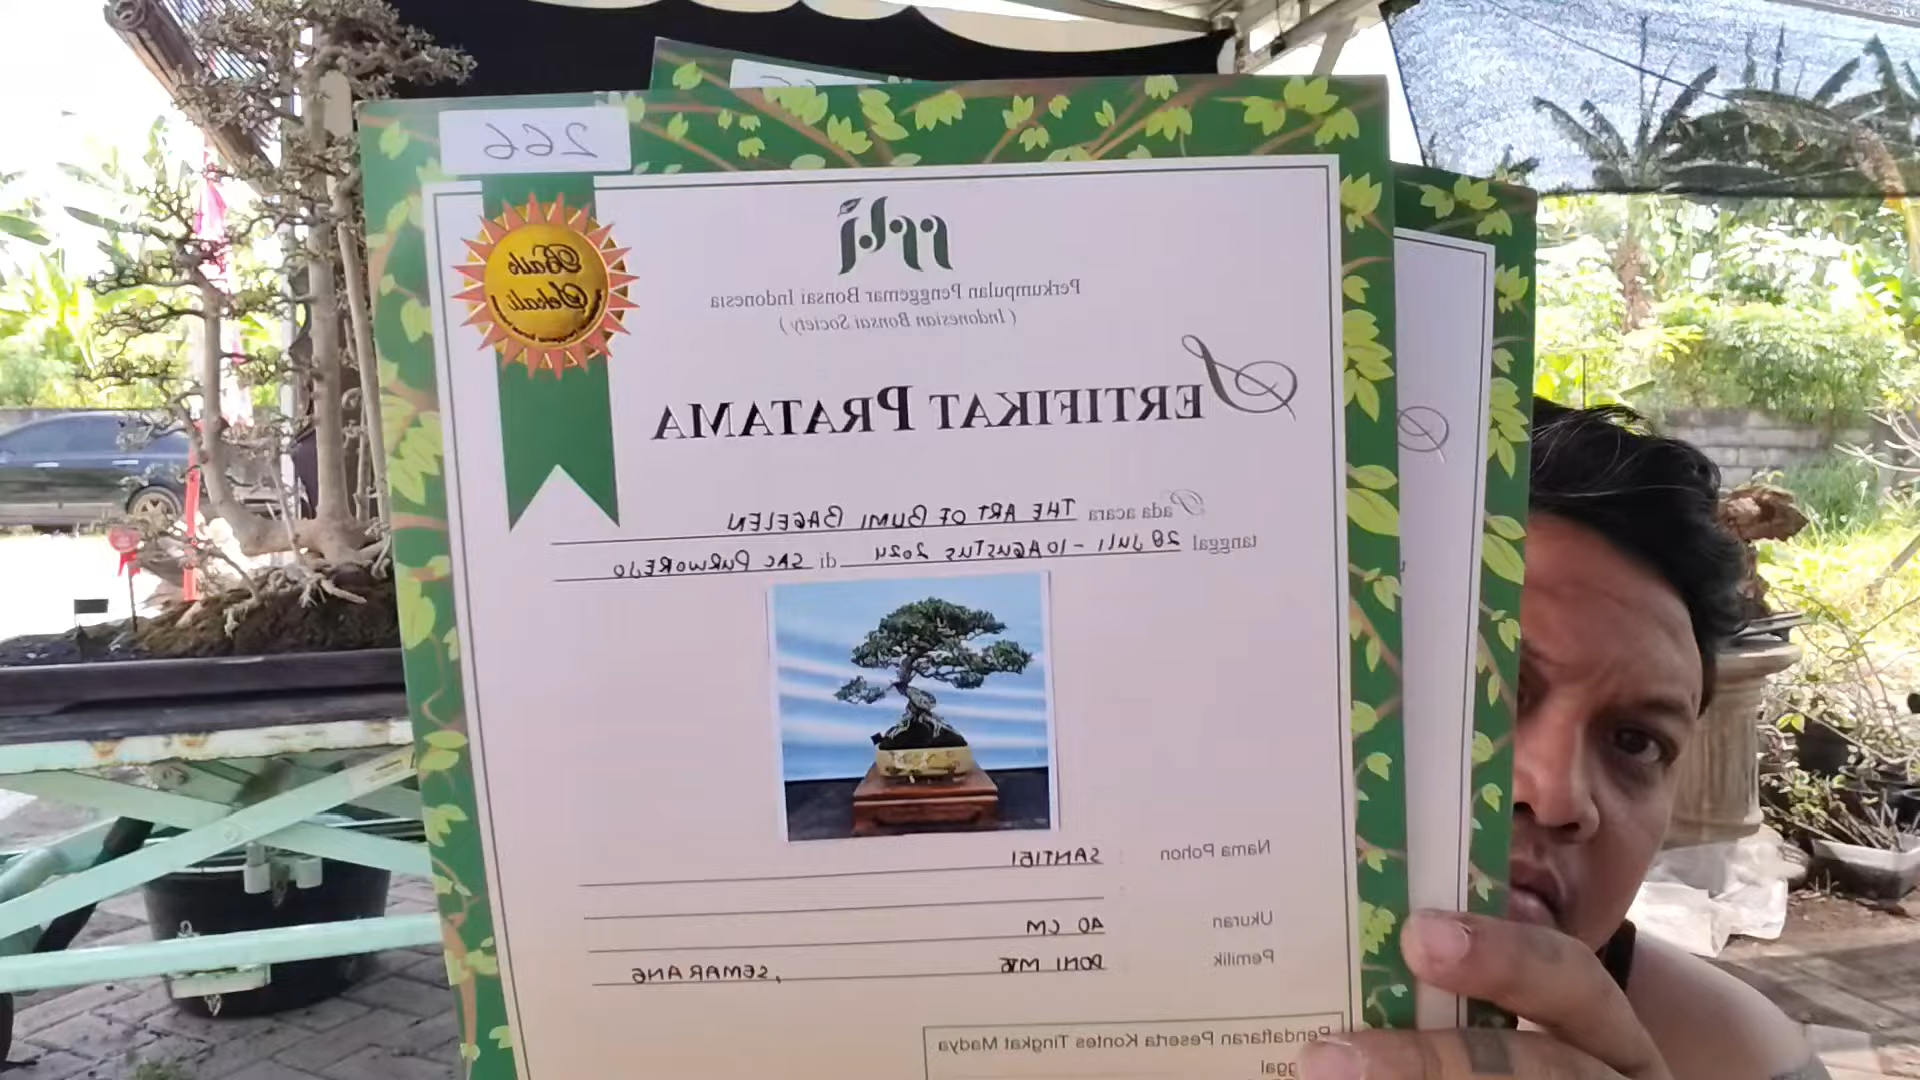 266
Baik
Sekali
ppbi
Perkumpulan Penggemar Bonsai Indonesia
( Indonesian Bonsai Society )
SERTIFIKAT PRATAMA
Pada acara THE ART OF BUMI BAGELEN
tanggal 28 JULI - 10 AGUSTUS 2024 di SAC PURWOREJO
Nama Pohon : SANTIGI
Ukuran : 40 CM
Pemilik DONI MTE , SEMARANG
Pendaftaran Peserta Kontes Tingkat Madya